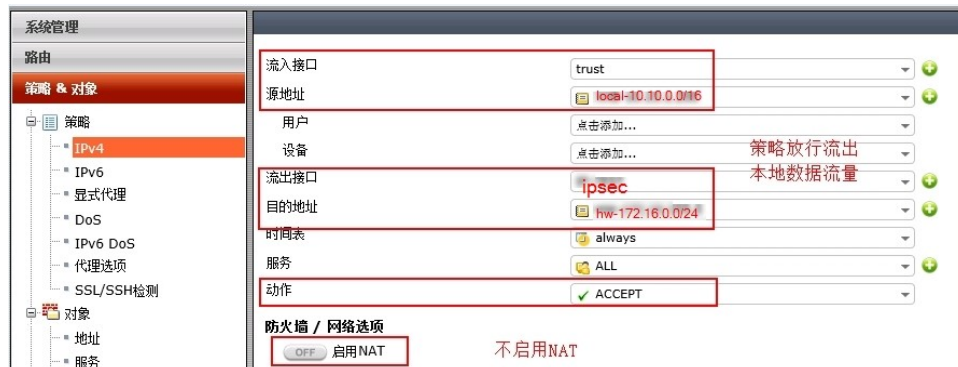 系统管理
路由
策略 & 对象
策略
IPv4
IPv6
显式代理
DoS
IPv6 DoS
代理选项
SSL/SSH检测
对象
地址
服务
流入接口 trust
源地址 local-10.10.0.0/16
用户 点击添加...
设备 点击添加...
流出接口 ipsec
目的地址 hw-172.16.0.0/24
时间表 always
服务 ALL
动作 ACCEPT
防火墙 / 网络选项
OFF 启用NAT
策略放行流出
本地数据流量
不启用NAT